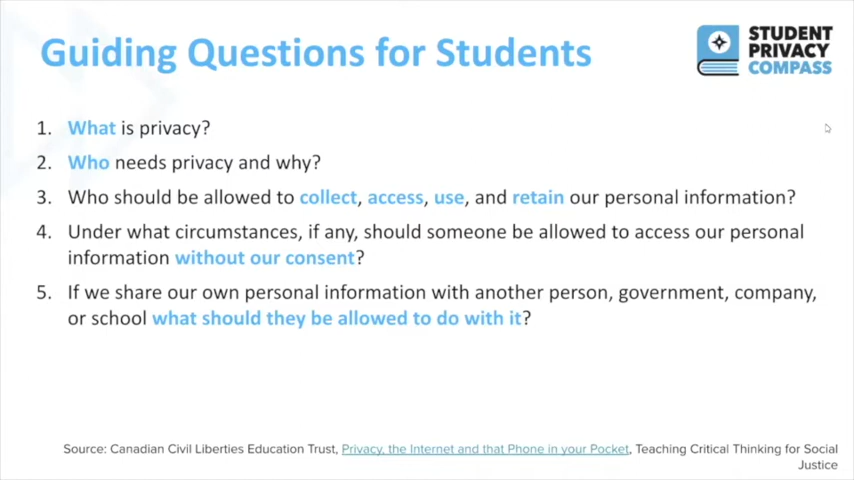 Guiding Questions for Students
STUDENT
PRIVACY
COMPASS
1. What is privacy?
2. Who needs privacy and why?
3. Who should be allowed to collect, access, use, and retain our personal information?
4. Under what circumstances, if any, should someone be allowed to access our personal
information without our consent?
5. If we share our own personal information with another person, government, company,
or school what should they be allowed to do with it?
Source: Canadian Civil Liberties Education Trust, Privacy, the Internet and that Phone in your Pocket, Teaching Critical Thinking for Social
Justice